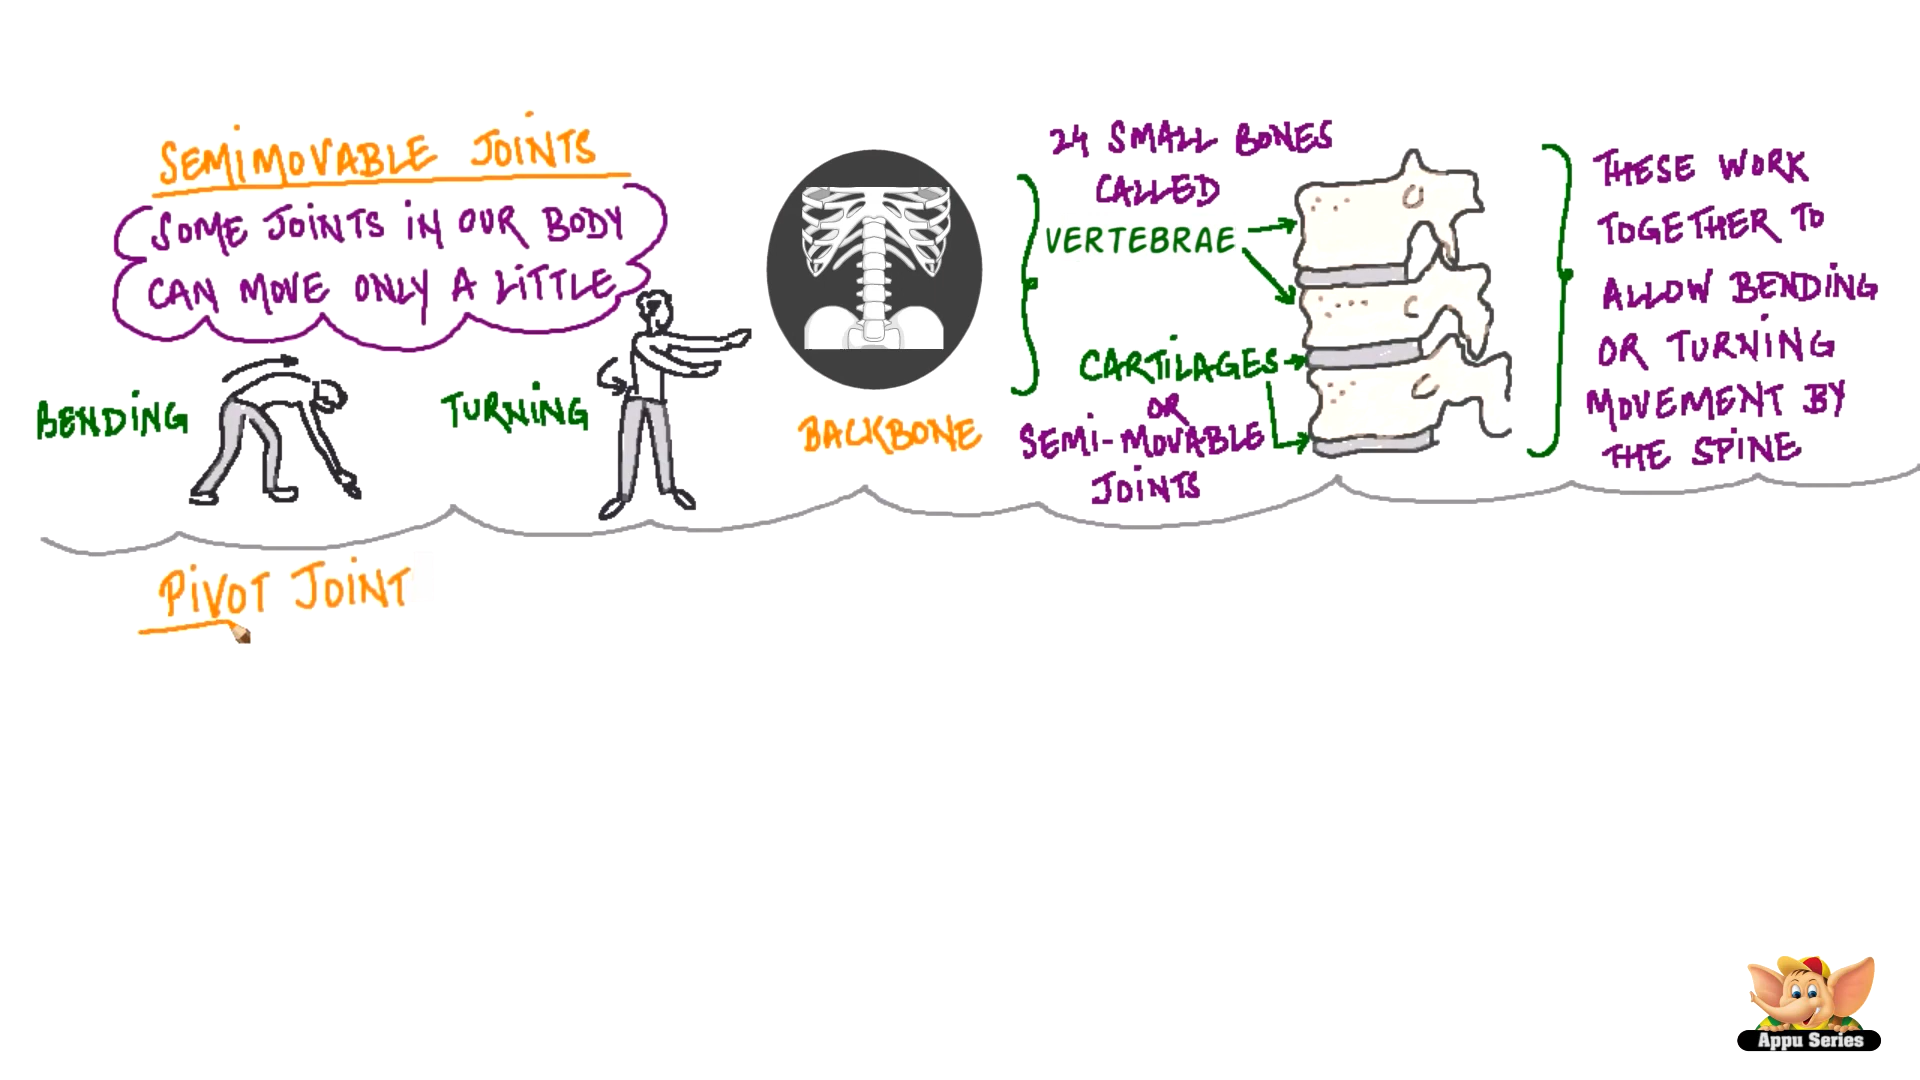 SEMIMOVABLE JOINTS
SOME JOINTS IN OUR BODY
CAN MOVE ONLY A LITTLE
BENDING
TURNING
BACKBONE
24 SMALL BONES
CALLED
VERTEBRAE
CARTILAGES
OR
SEMI-MOVABLE
JOINTS
THESE WORK
TOGETHER TO
ALLOW BENDING
OR TURNING
MOVEMENT BY
THE SPINE
PIVOT JOINT
Appu Series